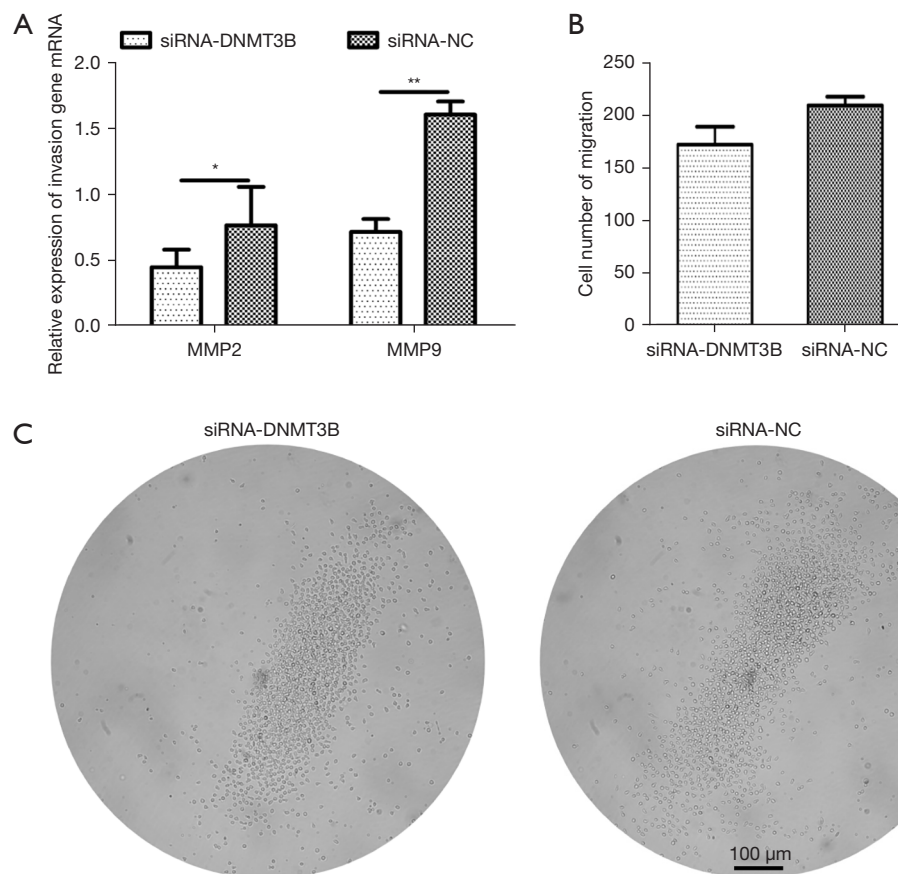 A
siRNA-DNMT3B
siRNA-NC
Relative expression of invasion gene mRNA
2.0
1.5
1.0
0.5
0.0
*
**
MMP2
MMP9
B
Cell number of migration
250
200
150
100
50
0
siRNA-DNMT3B
siRNA-NC
C
siRNA-DNMT3B
siRNA-NC
100 μm